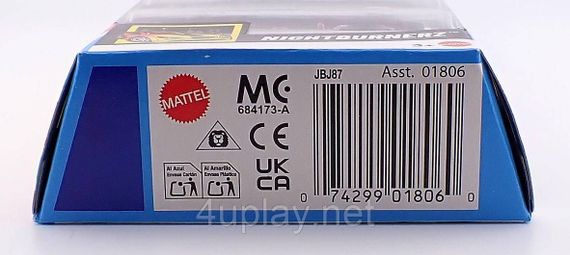 NIGHTBURNERZ
3+
MATTEL
MC
684173-A
CE
UK
CA
Al Azul
Envase Cartón
Al Amarillo
Envase Plástico
JBJ87
Asst. 01806
0 74299 01806 0
4uplay.net